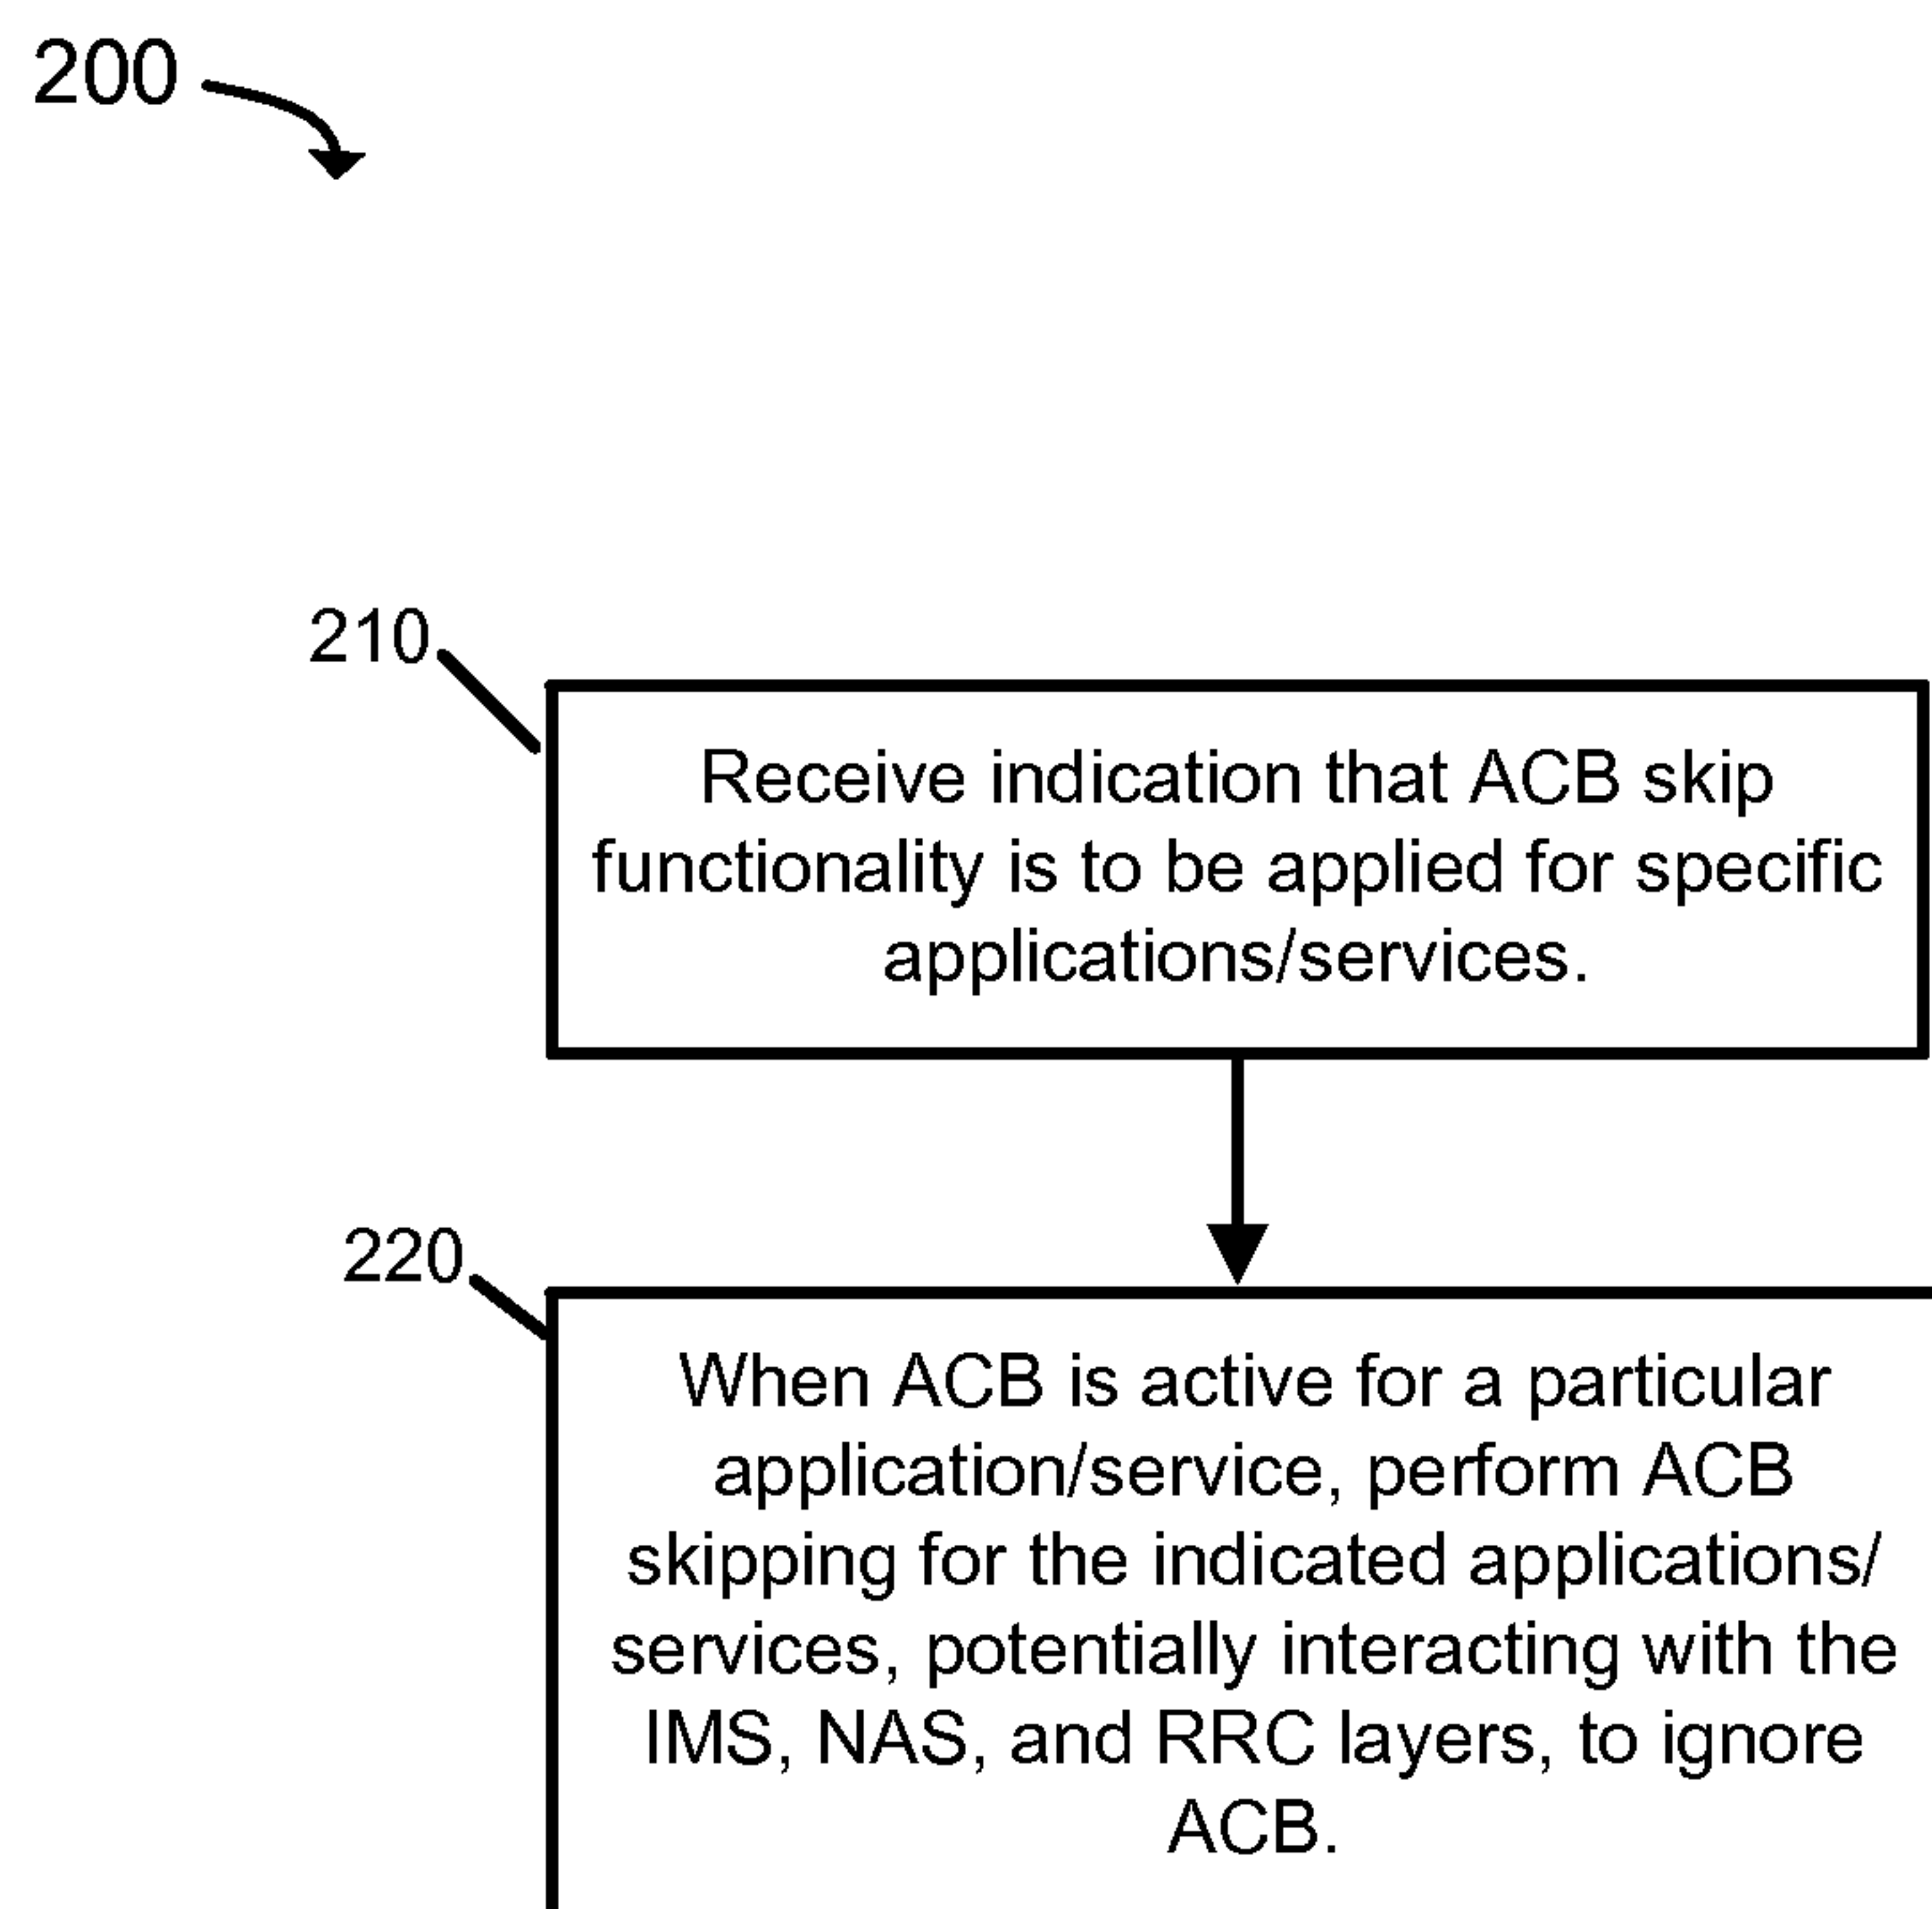 200
210
Receive indication that ACB skip
functionality is to be applied for specific
applications/services.
220
When ACB is active for a particular
application/service, perform ACB
skipping for the indicated applications/
services, potentially interacting with the
IMS, NAS, and RRC layers, to ignore
ACB.